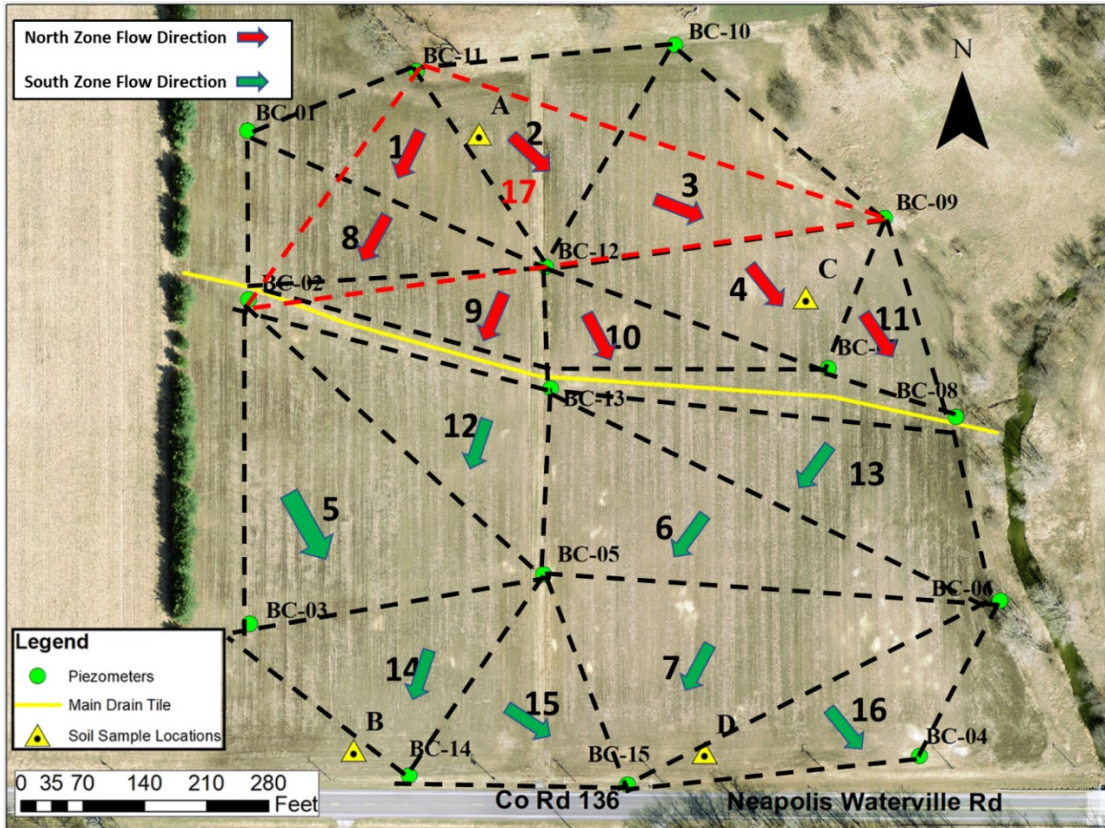 North Zone Flow Direction
South Zone Flow Direction
BC-10
BC-11
N
A
BC-01
1
2
17
3
BC-09
8
BC-12
C
BC-02
4
9
10
11
BC-
BC-08
BC-13
12
13
5
6
BC-05
BC-06
BC-03
Legend
Piezometers
Main Drain Tile
Soil Sample Locations
14
7
15
16
B
D
BC-14
BC-15
BC-04
0 35 70 140 210 280
Feet
Co Rd 136
Neapolis Waterville Rd